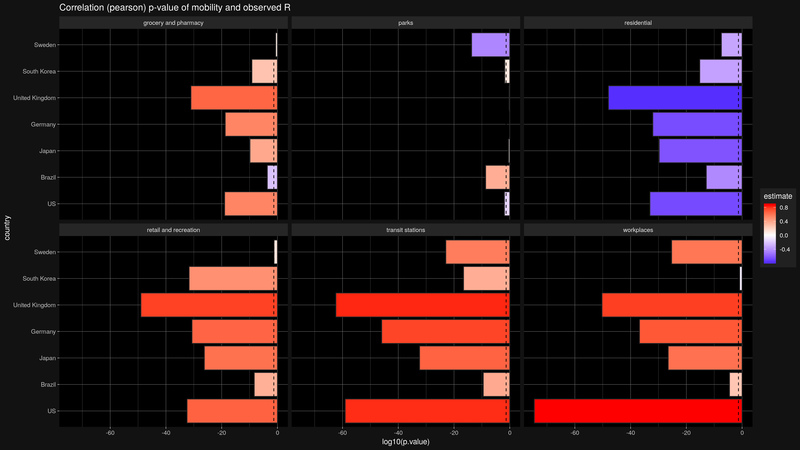 Correlation (pearson) p-value of mobility and observed R
grocery and pharmacy
parks
residential
Sweden
South Korea
United Kingdom
Germany
Japan
Brazil
US
country
estimate
0.8
0.4
0.0
-0.4
retail and recreation
transit stations
workplaces
Sweden
South Korea
United Kingdom
Germany
Japan
Brazil
US
-60 -40 -20 0 -60 -40 -20 0 -60 -40 -20 0
log10(p.value)